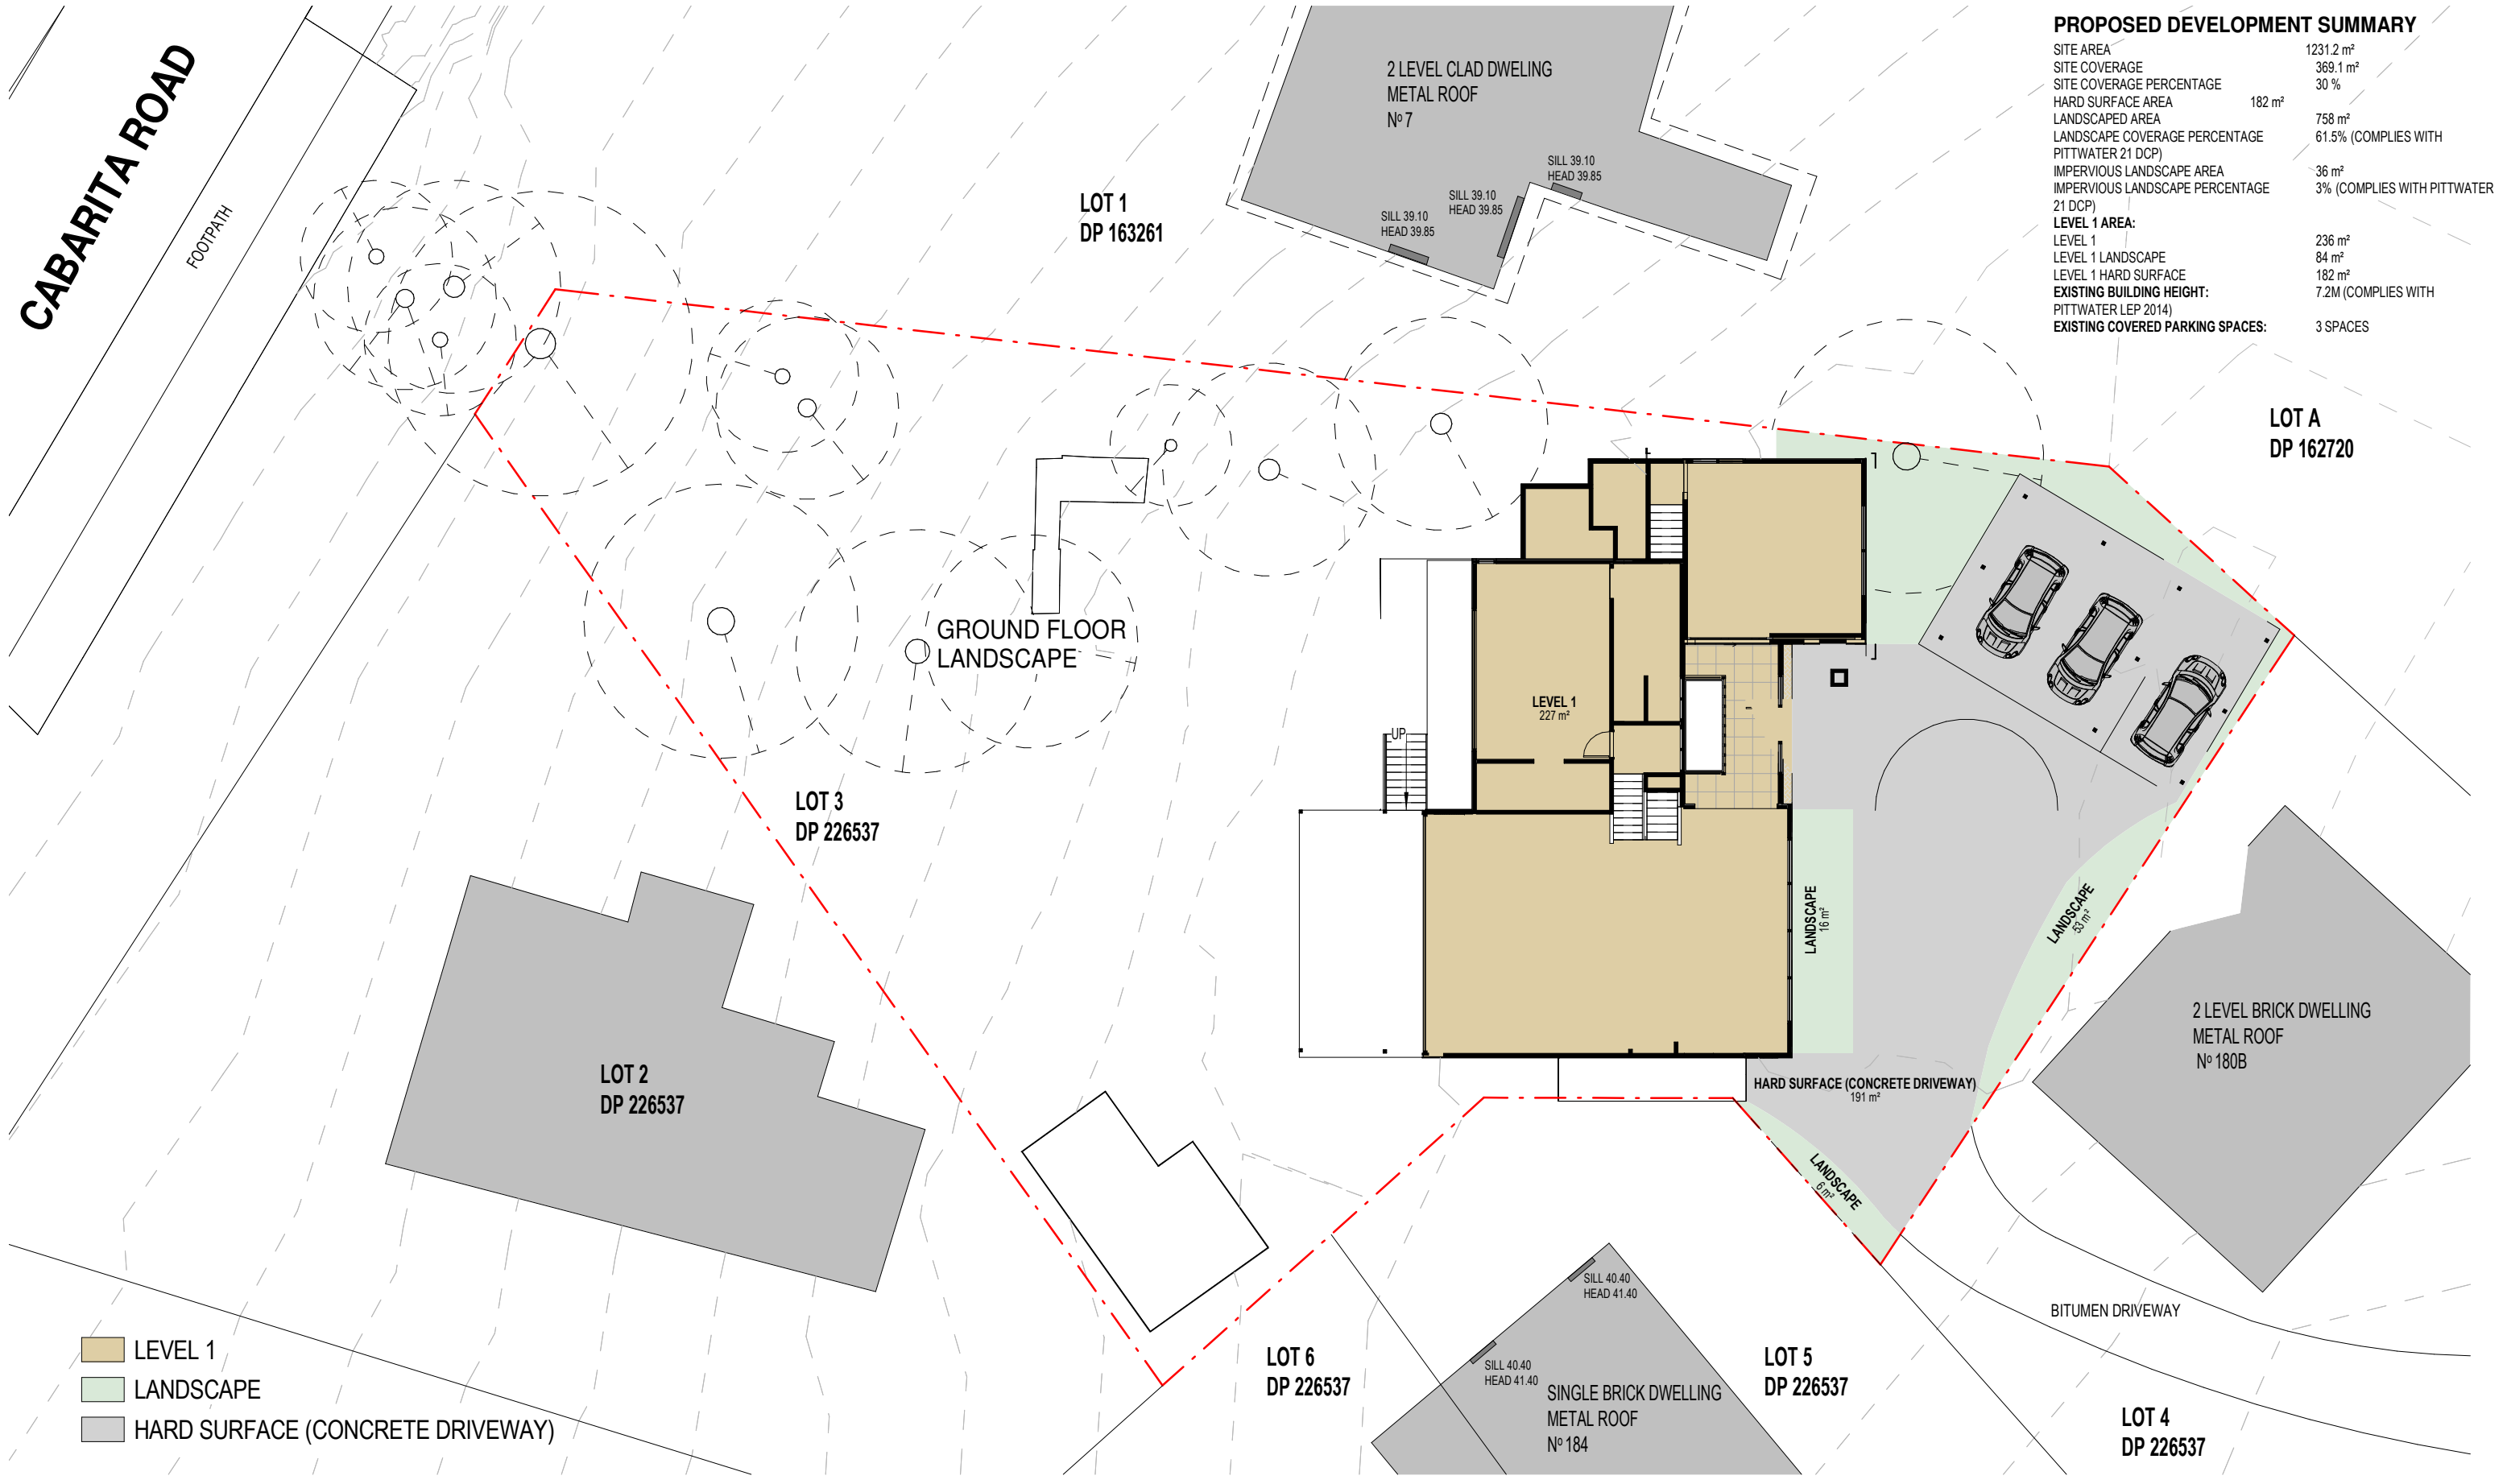 PROPOSED DEVELOPMENT SUMMARY
SITE AREA 1231.2 m²
SITE COVERAGE 369.1 m²
SITE COVERAGE PERCENTAGE 30 %
HARD SURFACE AREA 182 m²
LANDSCAPED AREA 758 m²
LANDSCAPE COVERAGE PERCENTAGE 61.5% (COMPLIES WITH
PITTWATER 21 DCP)
IMPERVIOUS LANDSCAPE AREA 36 m²
IMPERVIOUS LANDSCAPE PERCENTAGE 3% (COMPLIES WITH PITTWATER
21 DCP)
LEVEL 1 AREA:
LEVEL 1 236 m²
LEVEL 1 LANDSCAPE 84 m²
LEVEL 1 HARD SURFACE 182 m²
EXISTING BUILDING HEIGHT: 7.2M (COMPLIES WITH
PITTWATER LEP 2014)
EXISTING COVERED PARKING SPACES: 3 SPACES
CABARITA ROAD
FOOTPATH
2 LEVEL CLAD DWELING
METAL ROOF
Nº 7
SILL 39.10
HEAD 39.85
SILL 39.10
HEAD 39.85
SILL 39.10
HEAD 39.85
LOT 1
DP 163261
LOT A
DP 162720
GROUND FLOOR
LANDSCAPE
LEVEL 1
227 m²
UP
LOT 3
DP 226537
LANDSCAPE
16 m²
LANDSCAPE
53 m²
2 LEVEL BRICK DWELLING
METAL ROOF
Nº 180B
LOT 2
DP 226537
HARD SURFACE (CONCRETE DRIVEWAY)
191 m²
LANDSCAPE
6 m²
SILL 40.40
HEAD 41.40
BITUMEN DRIVEWAY
SILL 40.40
HEAD 41.40
LOT 6
DP 226537
LOT 5
DP 226537
SINGLE BRICK DWELLING
METAL ROOF
Nº 184
LOT 4
DP 226537
LEVEL 1
LANDSCAPE
HARD SURFACE (CONCRETE DRIVEWAY)